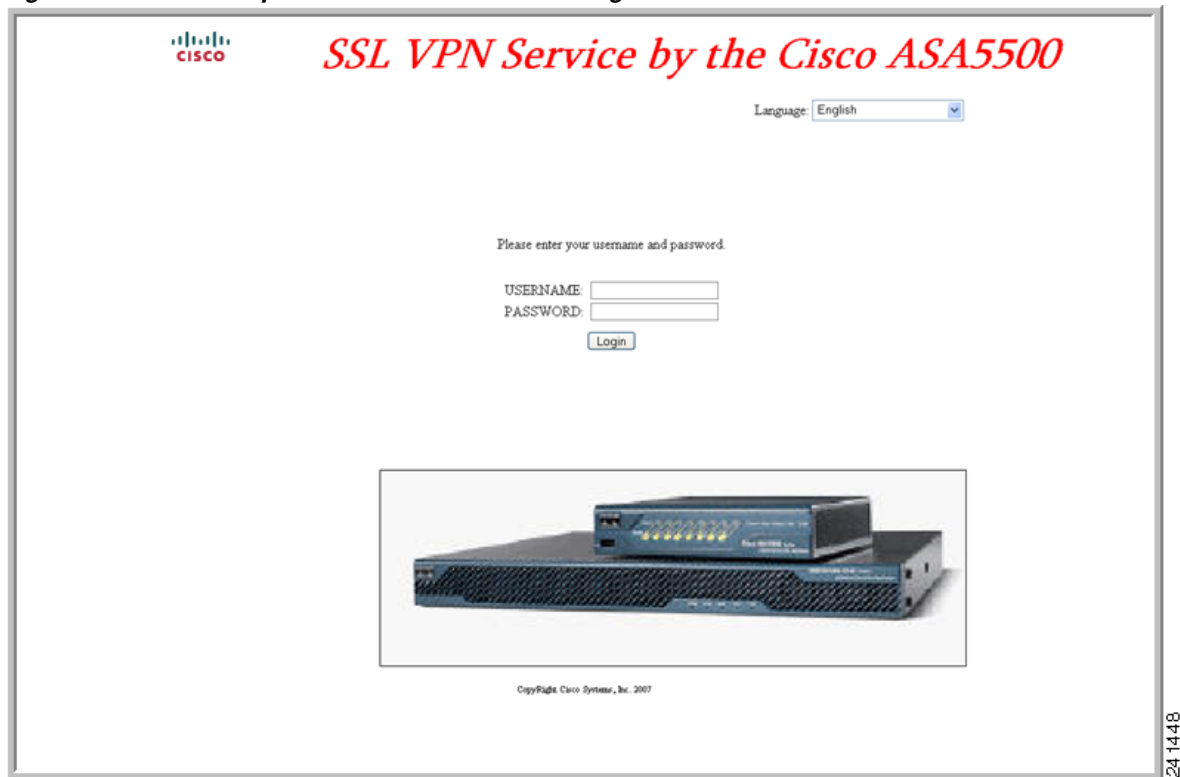 CISCO
SSL VPN Service by the Cisco ASA5500
Language: English
Please enter your username and password.
USERNAME:
PASSWORD:
Login
CopyRight Cisco Systems, Inc. 2007
241448